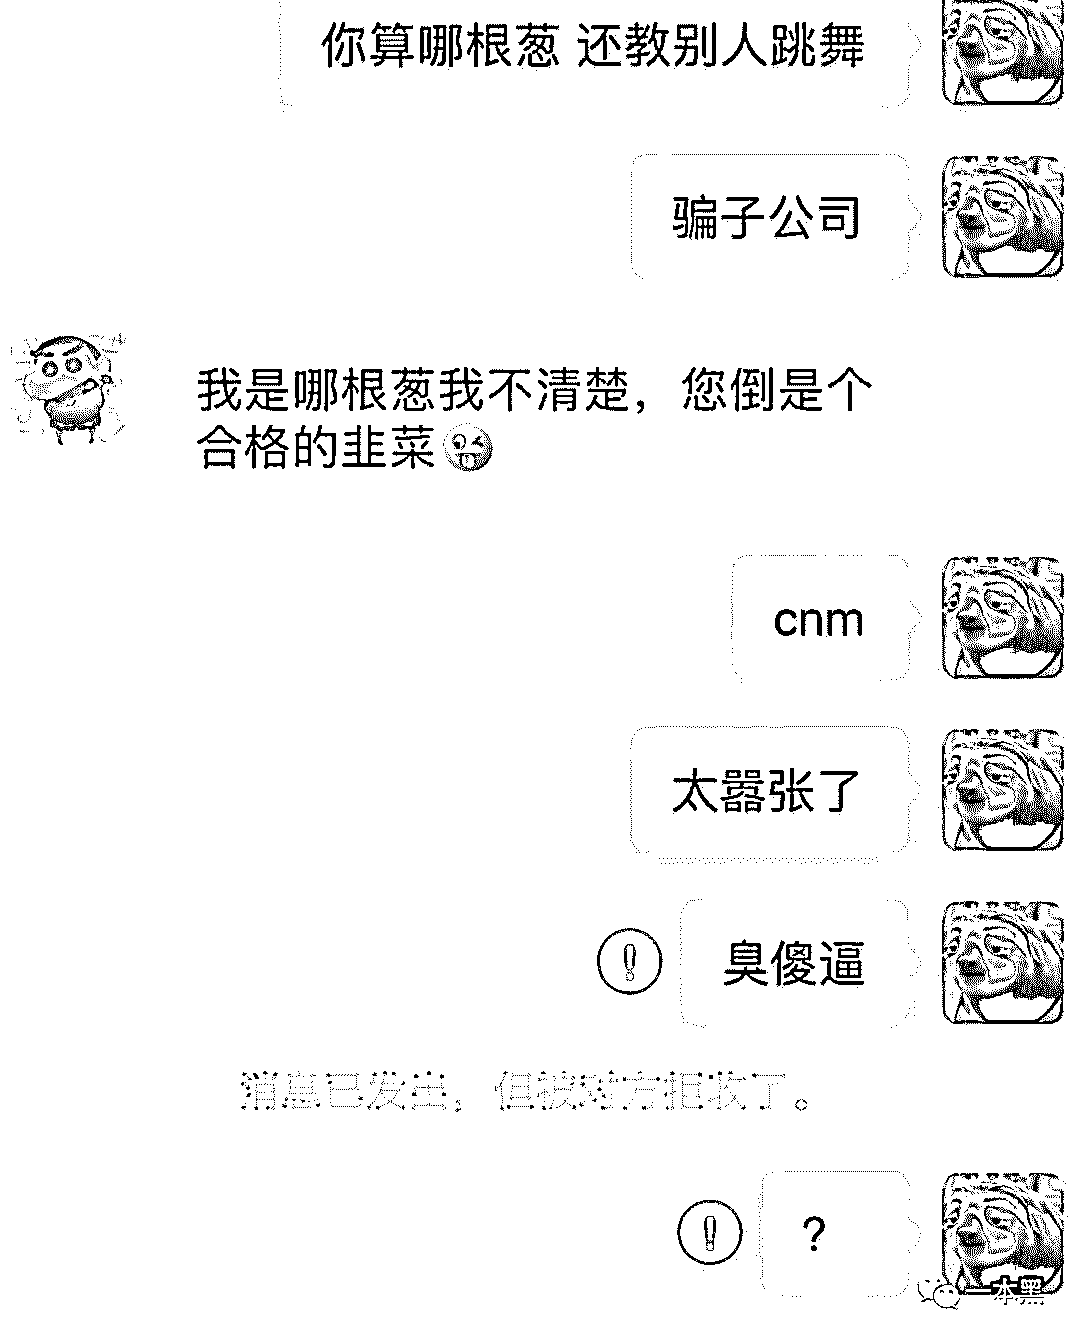 你算哪根葱 还教别人跳舞
骗子公司
我是哪根葱我不清楚，您倒是个
合格的韭菜
cnm
太嚣张了
臭傻逼
消息已发出，但被对方拒收了。
?
一本黑